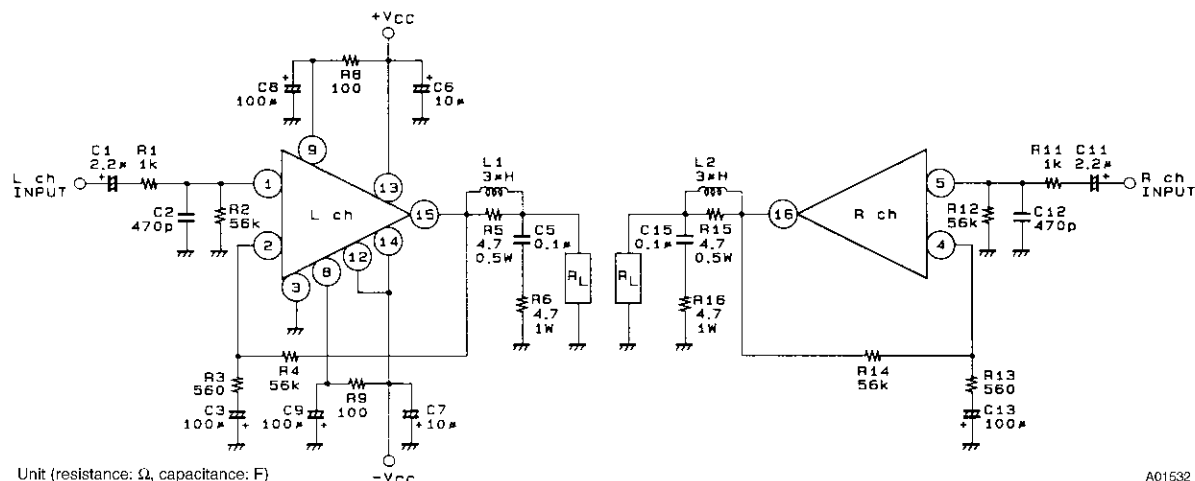 +VCC
R8
100
C8
100µ
+
C6
10µ
+
L ch
INPUT
C1
2.2µ
+
R1
1k
C2
470p
R2
56k
1
2
3
8
9
12
13
14
15
L ch
L1
3µH
R5
4.7
0.5W
C5
0.1µ
R6
4.7
1W
RL
R4
56k
R3
560
C3
100µ
+
C9
100µ
+
R9
100
C7
10µ
+
-VCC
RL
L2
3µH
R15
4.7
0.5W
C15
0.1µ
R16
4.7
1W
16
R ch
5
4
R11
1k
C11
2.2µ
+
R ch
INPUT
R12
56k
C12
470p
R14
56k
R13
560
C13
100µ
+
Unit (resistance: Ω, capacitance: F)
A01532